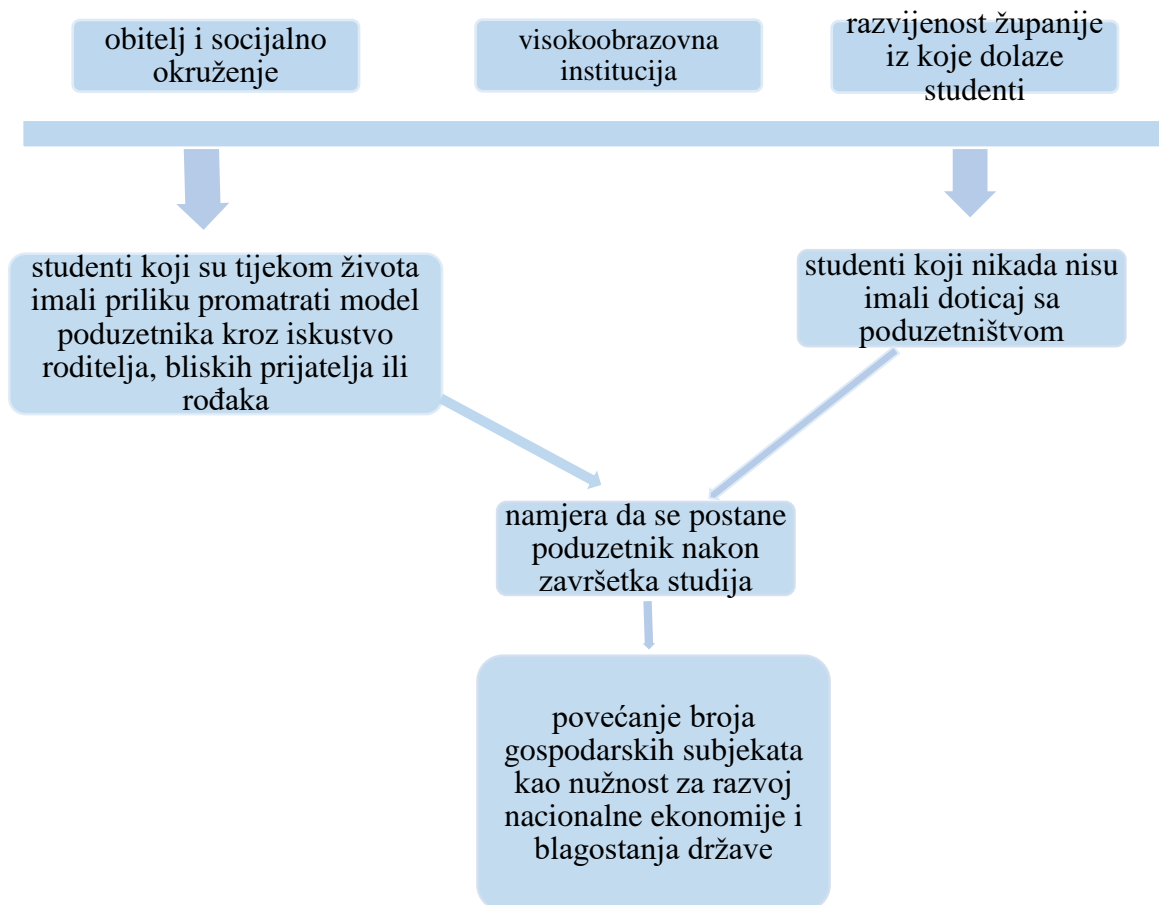 obitelj i socijalno
okruženje
visokoobrazovna
institucija
razvijenost županije
iz koje dolaze
studenti
studenti koji su tijekom života
imali priliku promatrati model
poduzetnika kroz iskustvo
roditelja, bliskih prijatelja ili
rođaka
studenti koji nikada nisu
imali doticaj sa
poduzetništvom
namjera da se postane
poduzetnik nakon
završetka studija
povećanje broja
gospodarskih subjekata
kao nužnost za razvoj
nacionalne ekonomije i
blagostanja države